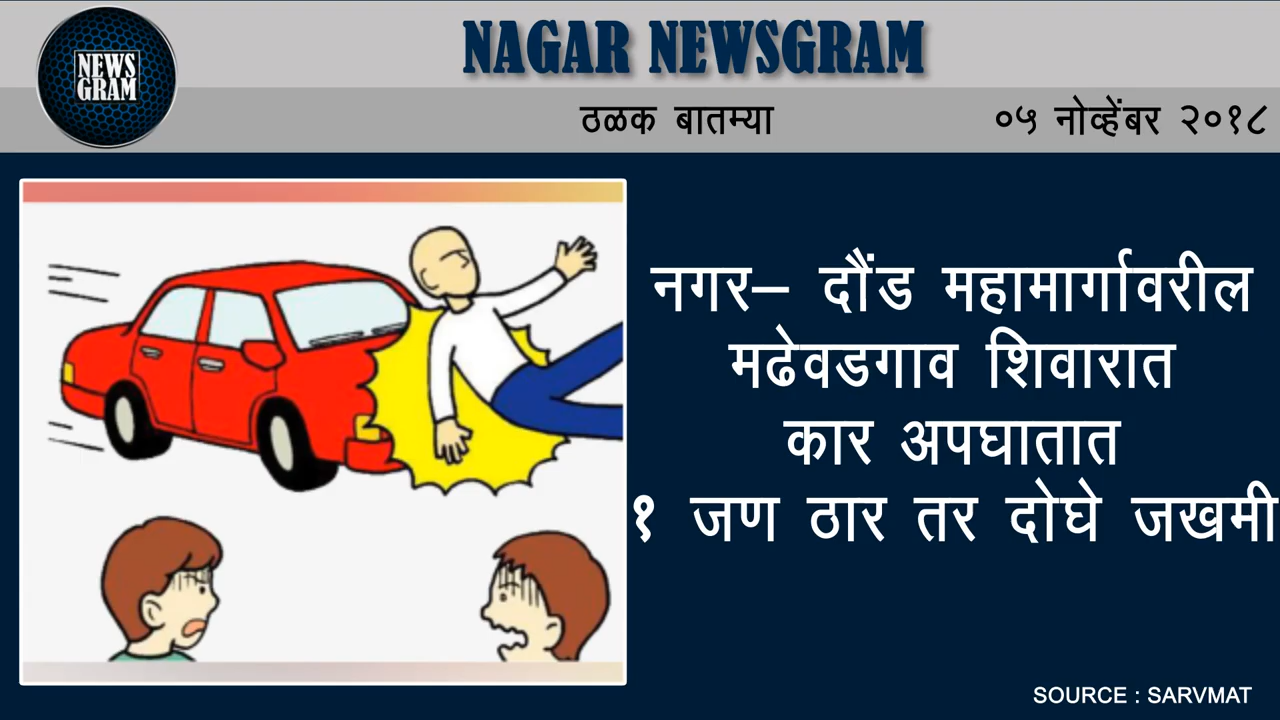 NEWS
GRAM
NAGAR NEWSGRAM
ठळक बातम्या
०५ नोव्हेंबर २०१८
नगर– दौंड महामार्गावरील
मढेवडगाव शिवारात
कार अपघातात
१ जण ठार तर दोघे जखमी
SOURCE : SARVMAT